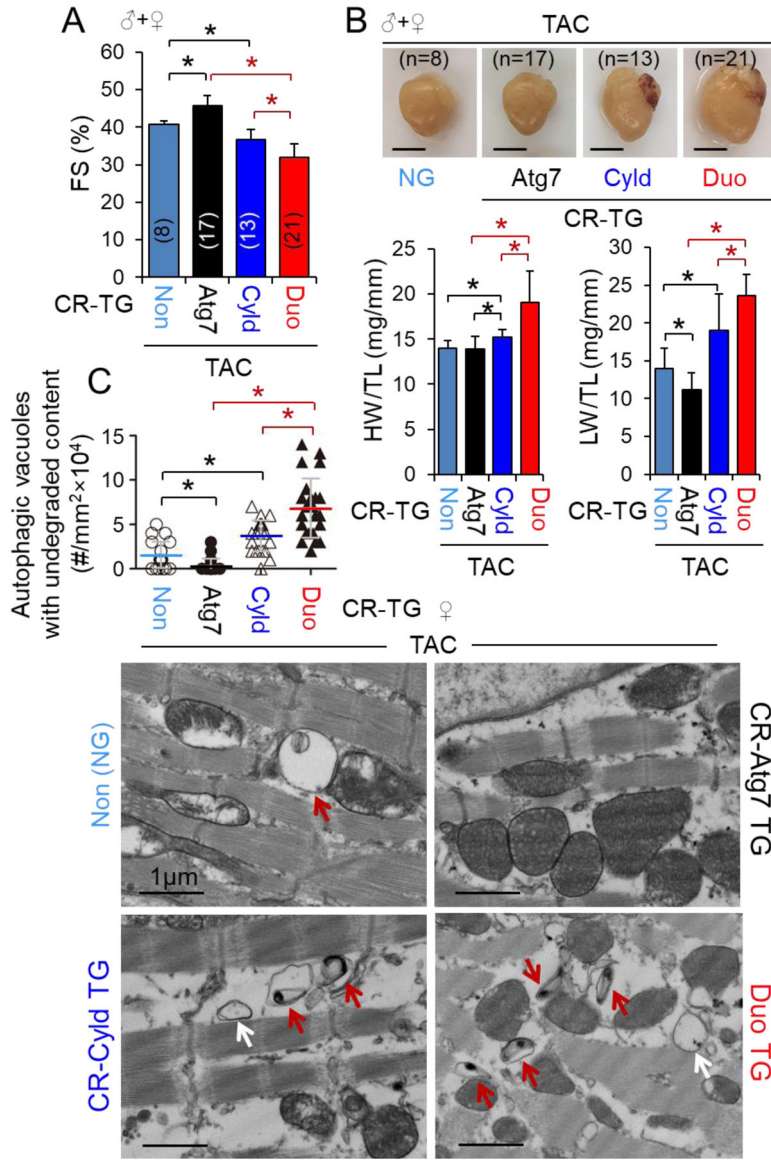 A ♂+♀
FS (%)
60
50
40
30
20
10
0
* * * *
(8) (17) (13) (21)
CR-TG Non Atg7 Cyld Duo
TAC
B ♂+♀ TAC
(n=8) (n=17) (n=13) (n=21)
NG Atg7 Cyld Duo
CR-TG
HW/TL (mg/mm)
25
20
15
10
5
0
* * * *
CR-TG Non Atg7 Cyld Duo
TAC
LW/TL (mg/mm)
30
25
20
15
10
5
0
* * * *
CR-TG Non Atg7 Cyld Duo
TAC
C
Autophagic vacuoles
with undegraded content
(#/mm²×10⁴)
15
10
5
0
* * * *
Non Atg7 Cyld Duo CR-TG ♀
TAC
Non (NG)
1μm
CR-Atg7 TG
CR-Cyld TG
Duo TG